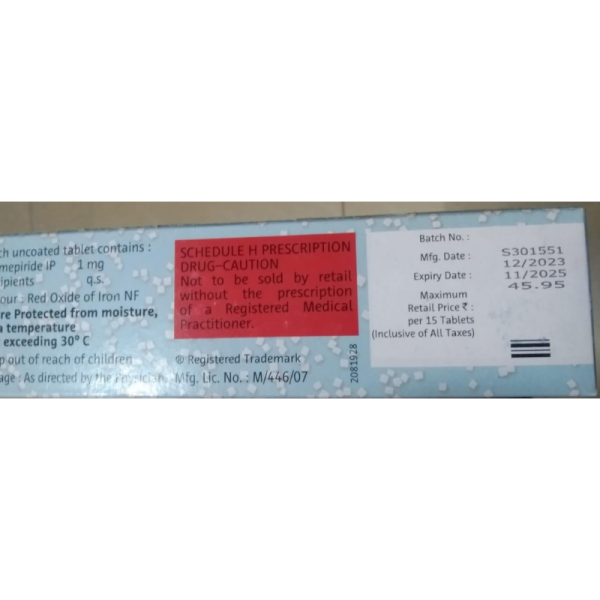 ch uncoated tablet contains :
mepiride IP 1 mg
ipients q.s.
our : Red Oxide of Iron NF
re Protected from moisture,
a temperature
exceeding 30° C
p out of reach of children
age : As directed by the Physician
SCHEDULE H PRESCRIPTION
DRUG-CAUTION
Not to be sold by retail
without the prescription
of a Registered Medical
Practitioner.
® Registered Trademark
Mfg. Lic. No. : M/446/07
2081928
Batch No. : S301551
Mfg. Date : 12/2023
Expiry Date : 11/2025
Maximum 45.95
Retail Price ₹ :
per 15 Tablets
(Inclusive of All Taxes)